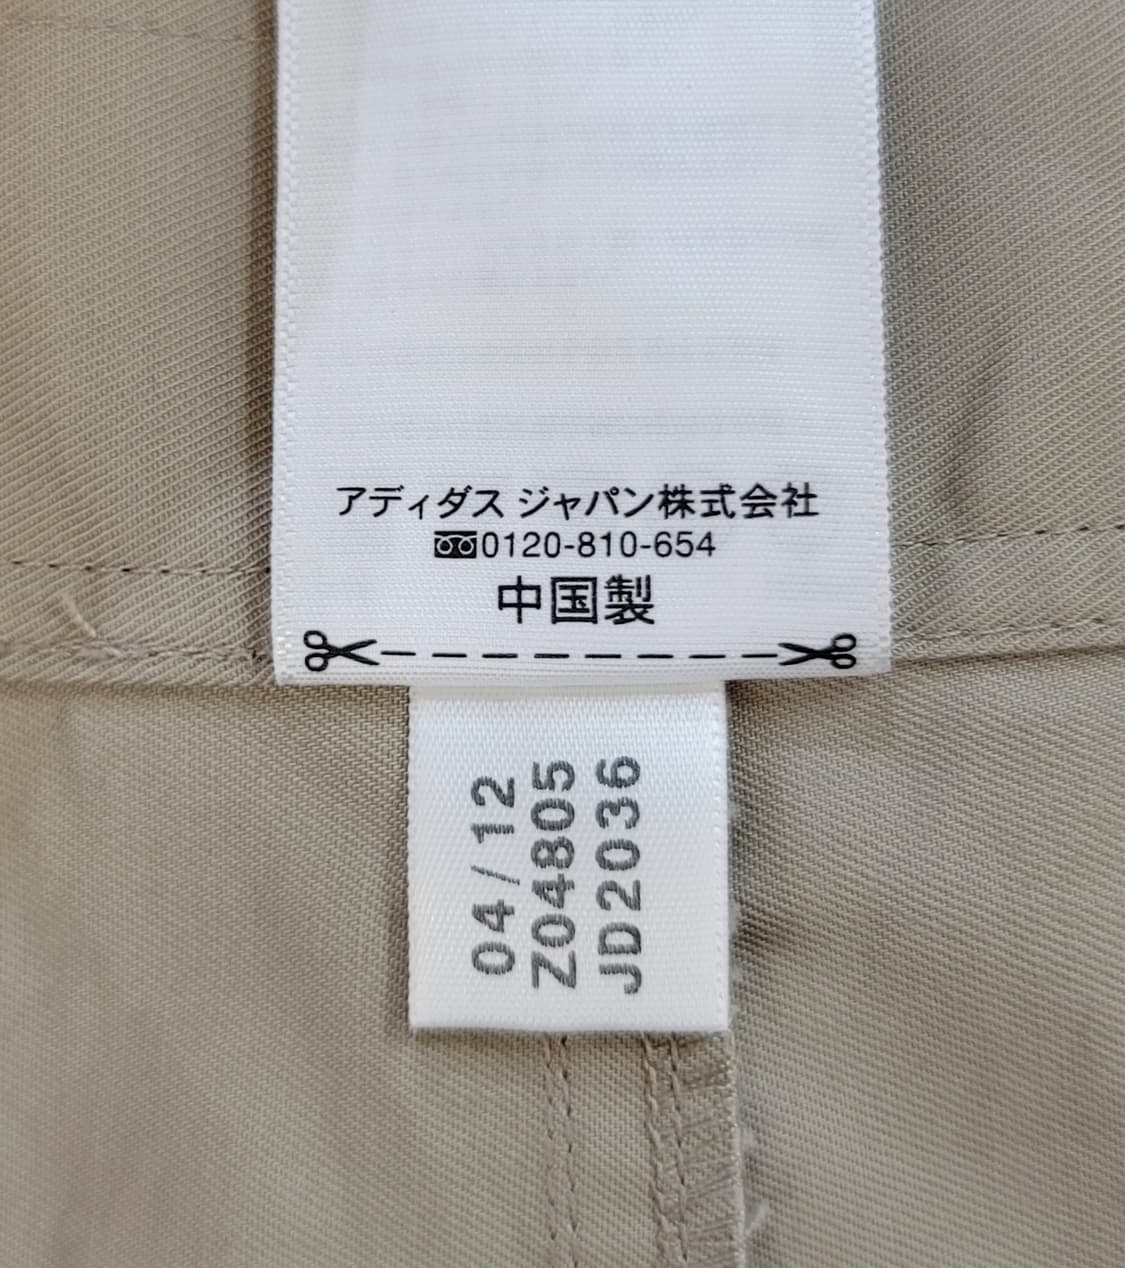 アディダス ジャパン株式会社
0120-810-654
中国製
04/12
Z04805
JD2036